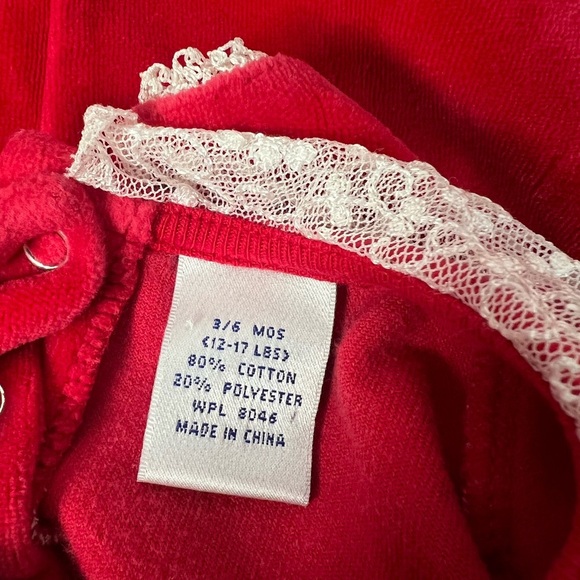 3/6 MOS
<12-17 LBS>
80% COTTON
20% POLYESTER
WPL 8046
MADE IN CHINA